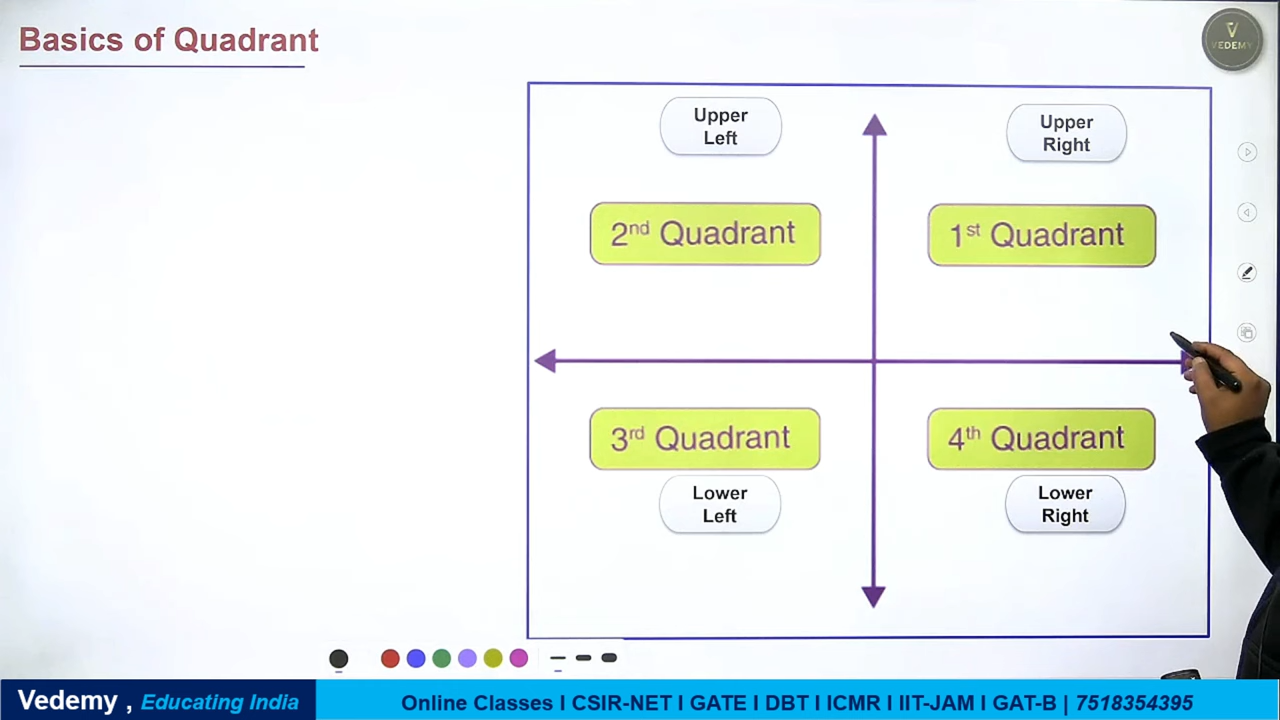 Basics of Quadrant
VEDEMY
Upper
Left
Upper
Right
2nd Quadrant
1st Quadrant
3rd Quadrant
4th Quadrant
Lower
Left
Lower
Right
Vedemy , Educating India
Online Classes I CSIR-NET I GATE I DBT I ICMR I IIT-JAM I GAT-B | 7518354395